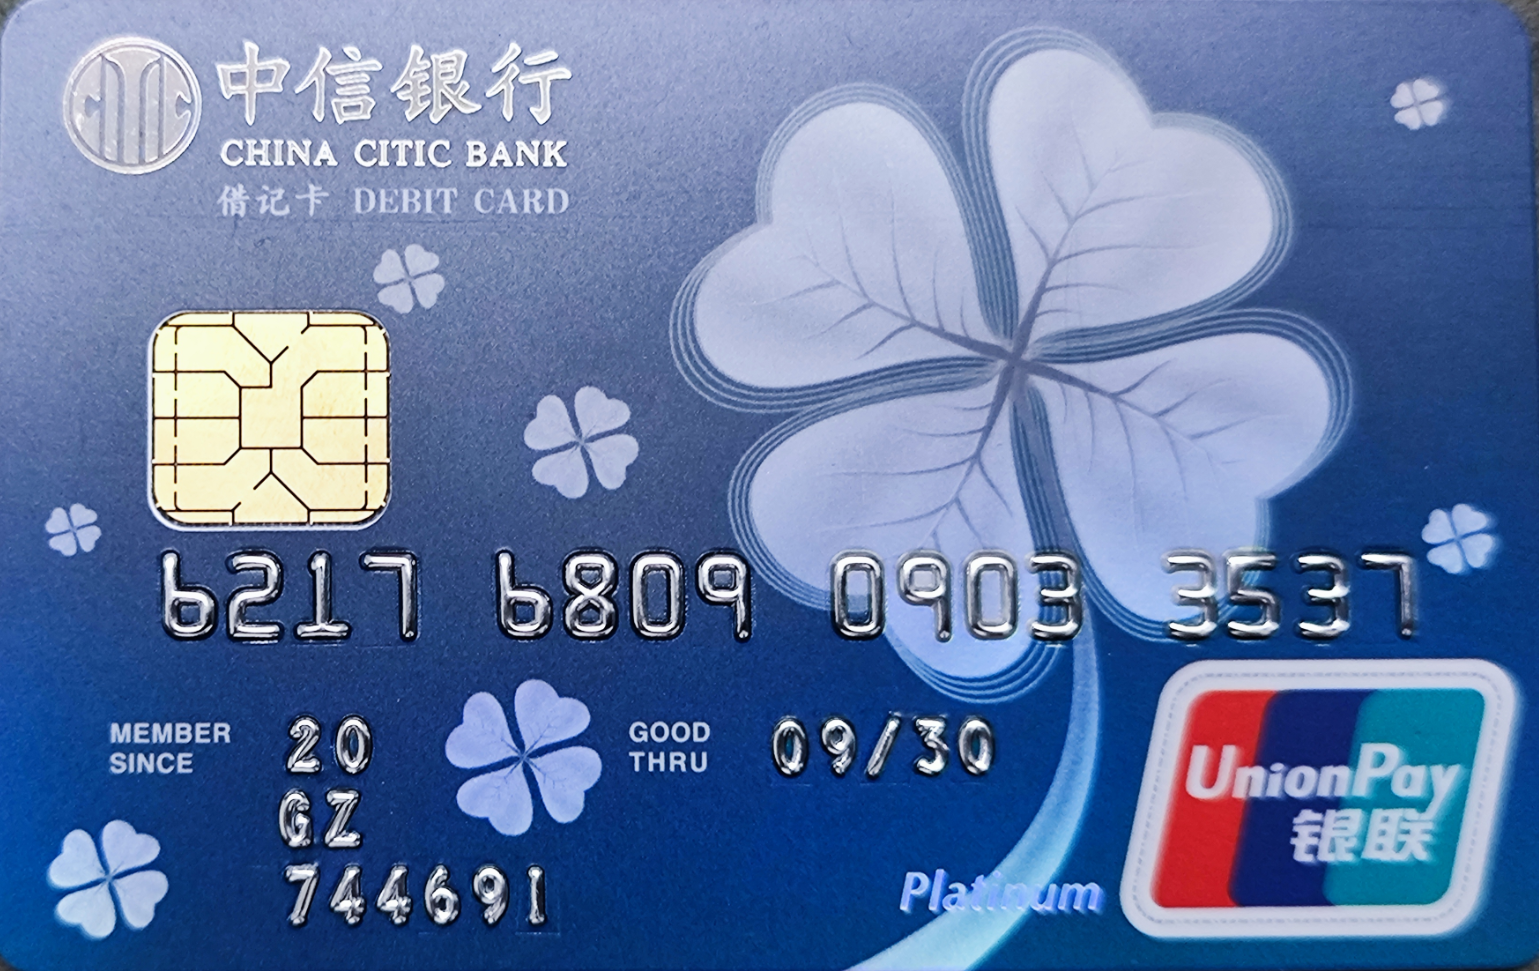 中信银行
CHINA CITIC BANK
借记卡 DEBIT CARD
6217 6809 0903 3537
MEMBER SINCE 20
GOOD THRU 09/30
GZ
744691
Platinum
UnionPay
银联